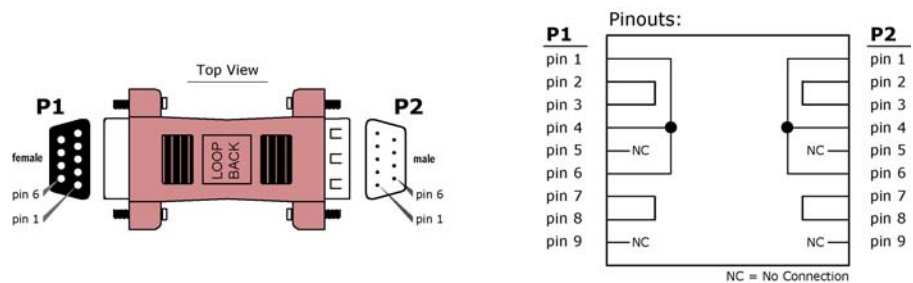 Top View
P1
P2
female
male
LOOP
BACK
pin 6
pin 1
pin 6
pin 1
Pinouts:
P1
pin 1
pin 2
pin 3
pin 4
pin 5
pin 6
pin 7
pin 8
pin 9
NC
NC
NC
NC
P2
pin 1
pin 2
pin 3
pin 4
pin 5
pin 6
pin 7
pin 8
pin 9
NC = No Connection